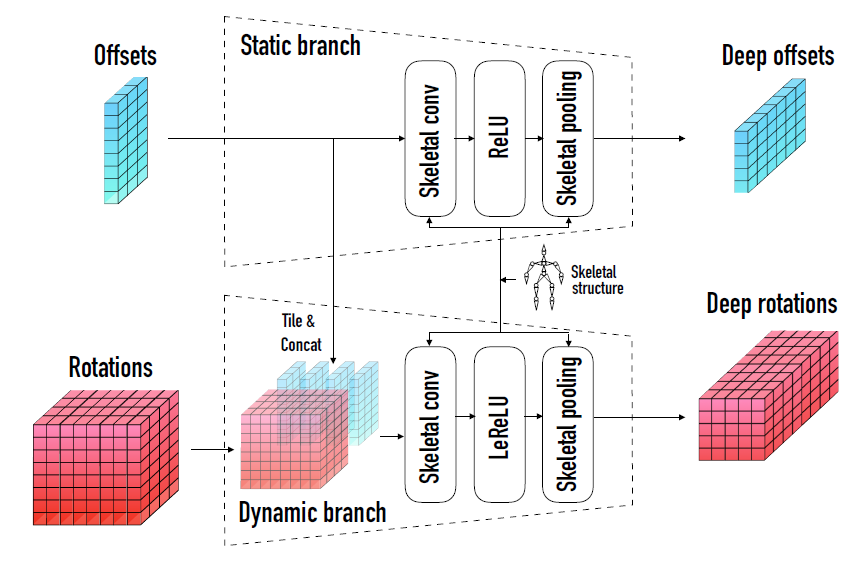 Offsets
Static branch
Deep offsets
Skeletal conv
ReLU
Skeletal pooling
Skeletal
structure
Tile &
Concat
Rotations
Deep rotations
Skeletal conv
LeReLU
Skeletal pooling
Dynamic branch